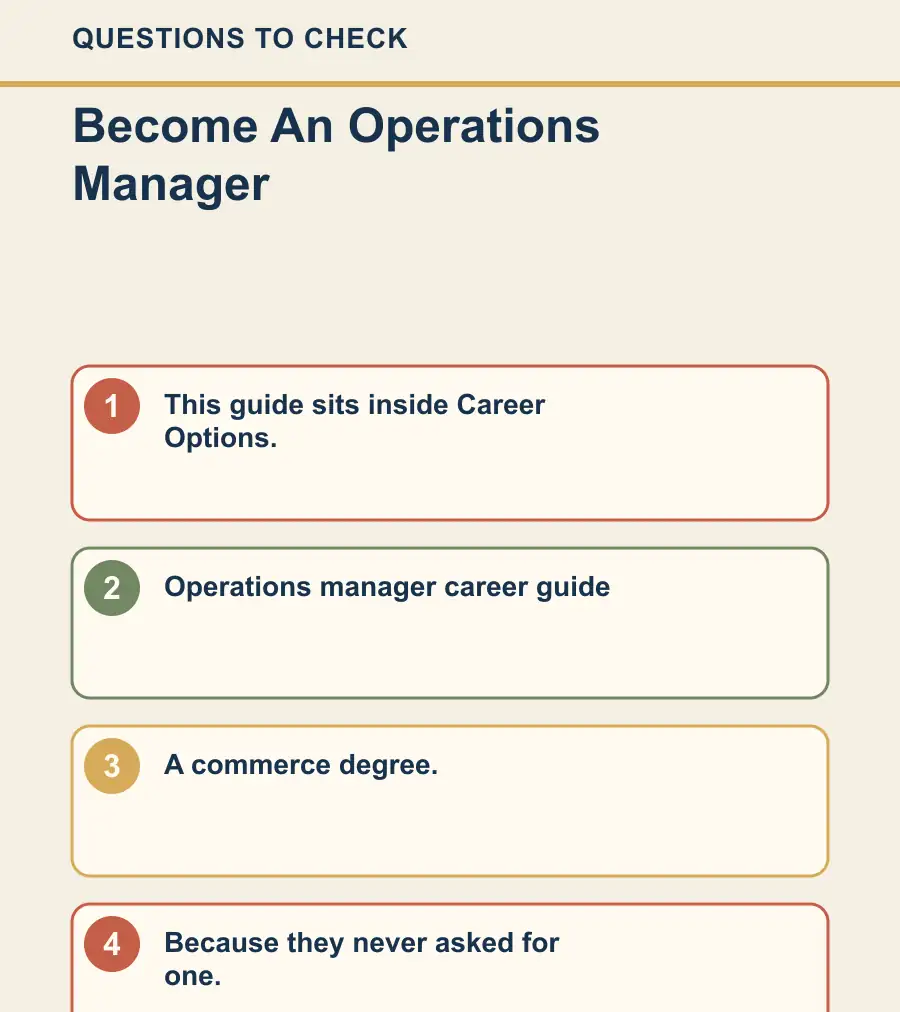 QUESTIONS TO CHECK
Become An Operations
Manager
1
This guide sits inside Career
Options.
2
Operations manager career guide
3
A commerce degree.
4
Because they never asked for
one.